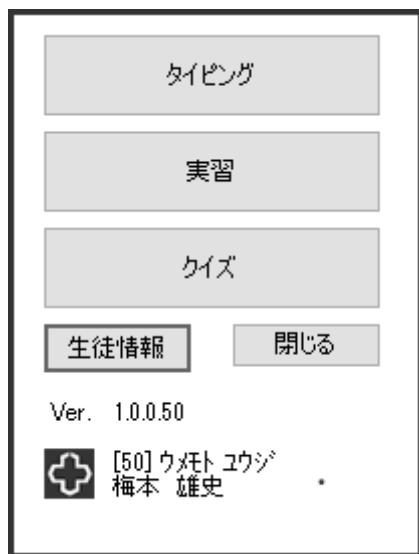 タイピング
実習
クイズ
生徒情報 閉じる
Ver. 1.0.0.50
[50] ウメモト ユウジ
梅本 雄史